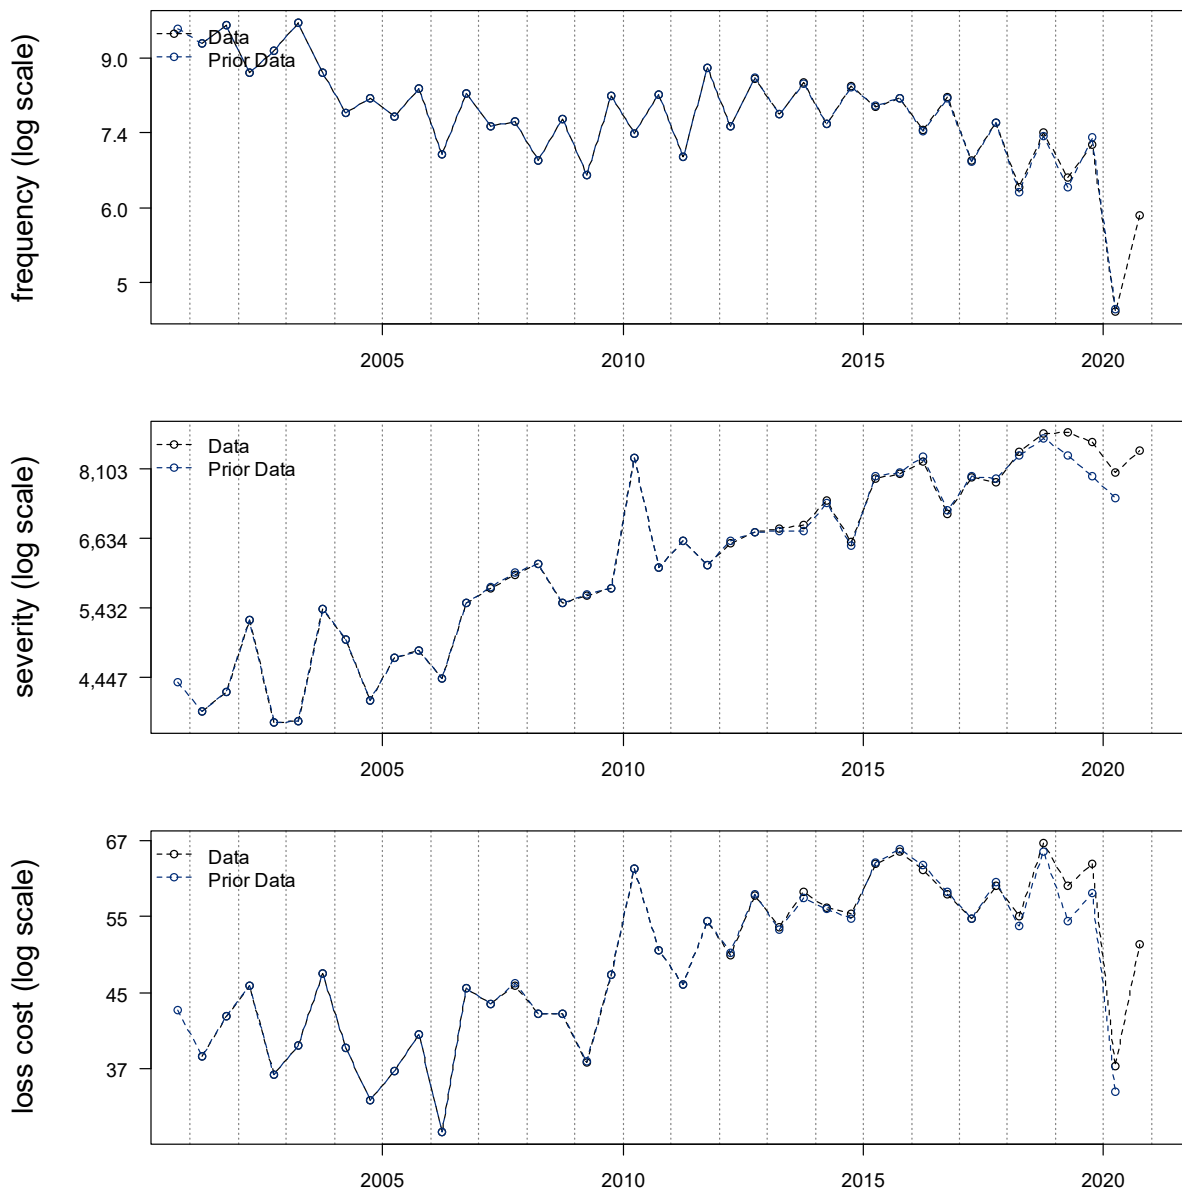 frequency (log scale)
Data
Prior Data
9.0
7.4
6.0
5
2005
2010
2015
2020
severity (log scale)
Data
Prior Data
8,103
6,634
5,432
4,447
2005
2010
2015
2020
loss cost (log scale)
Data
Prior Data
67
55
45
37
2005
2010
2015
2020